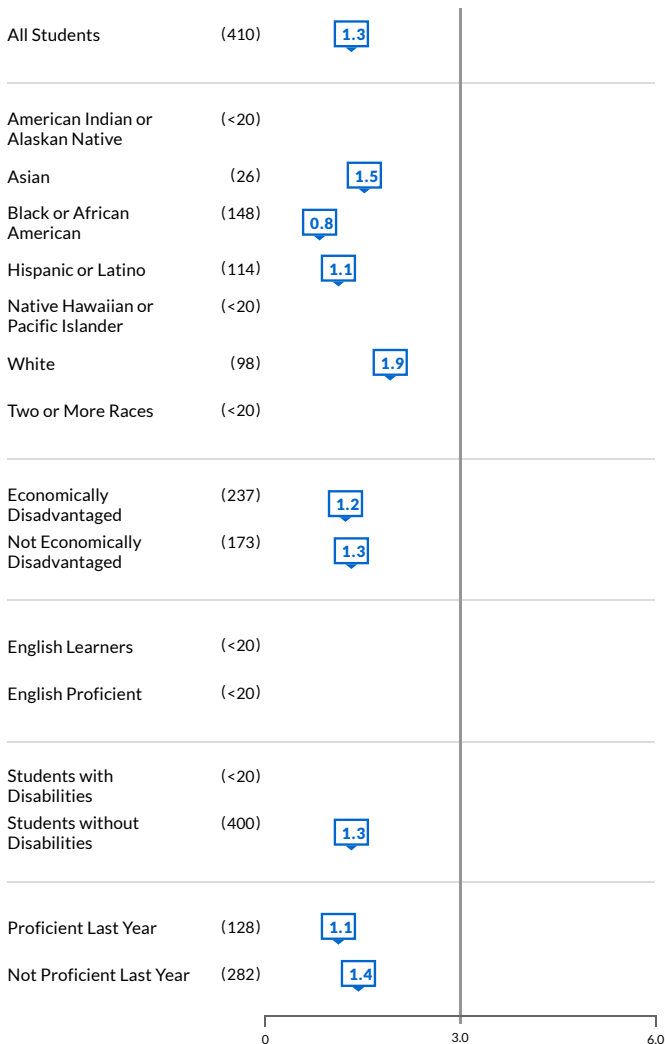 All Students (410) 1.3
American Indian or (<20)
Alaskan Native
Asian (26) 1.5
Black or African (148) 0.8
American
Hispanic or Latino (114) 1.1
Native Hawaiian or (<20)
Pacific Islander
White (98) 1.9
Two or More Races (<20)
Economically (237) 1.2
Disadvantaged
Not Economically (173) 1.3
Disadvantaged
English Learners (<20)
English Proficient (<20)
Students with (<20)
Disabilities
Students without (400) 1.3
Disabilities
Proficient Last Year (128) 1.1
Not Proficient Last Year (282) 1.4
0 3.0 6.0